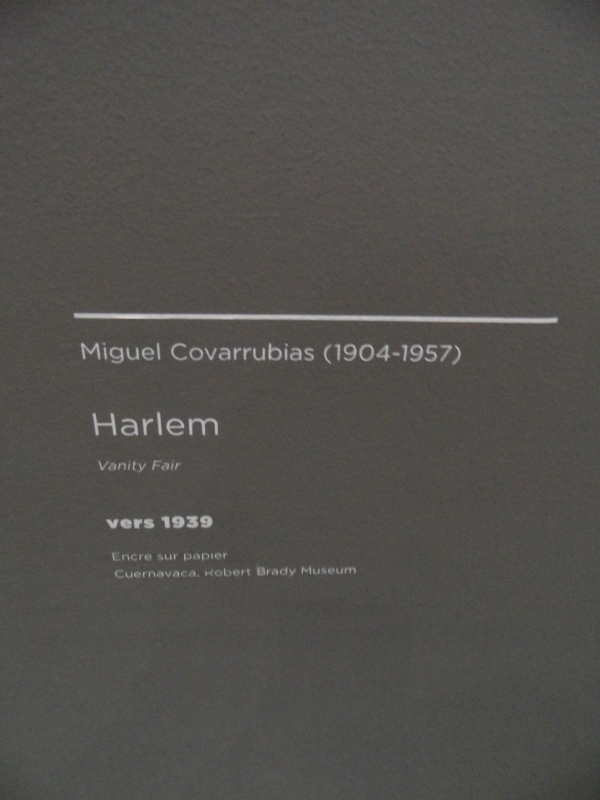 Miguel Covarrubias (1904-1957)
Harlem
Vanity Fair
vers 1939
Encre sur papier
Cuernavaca, Robert Brady Museum